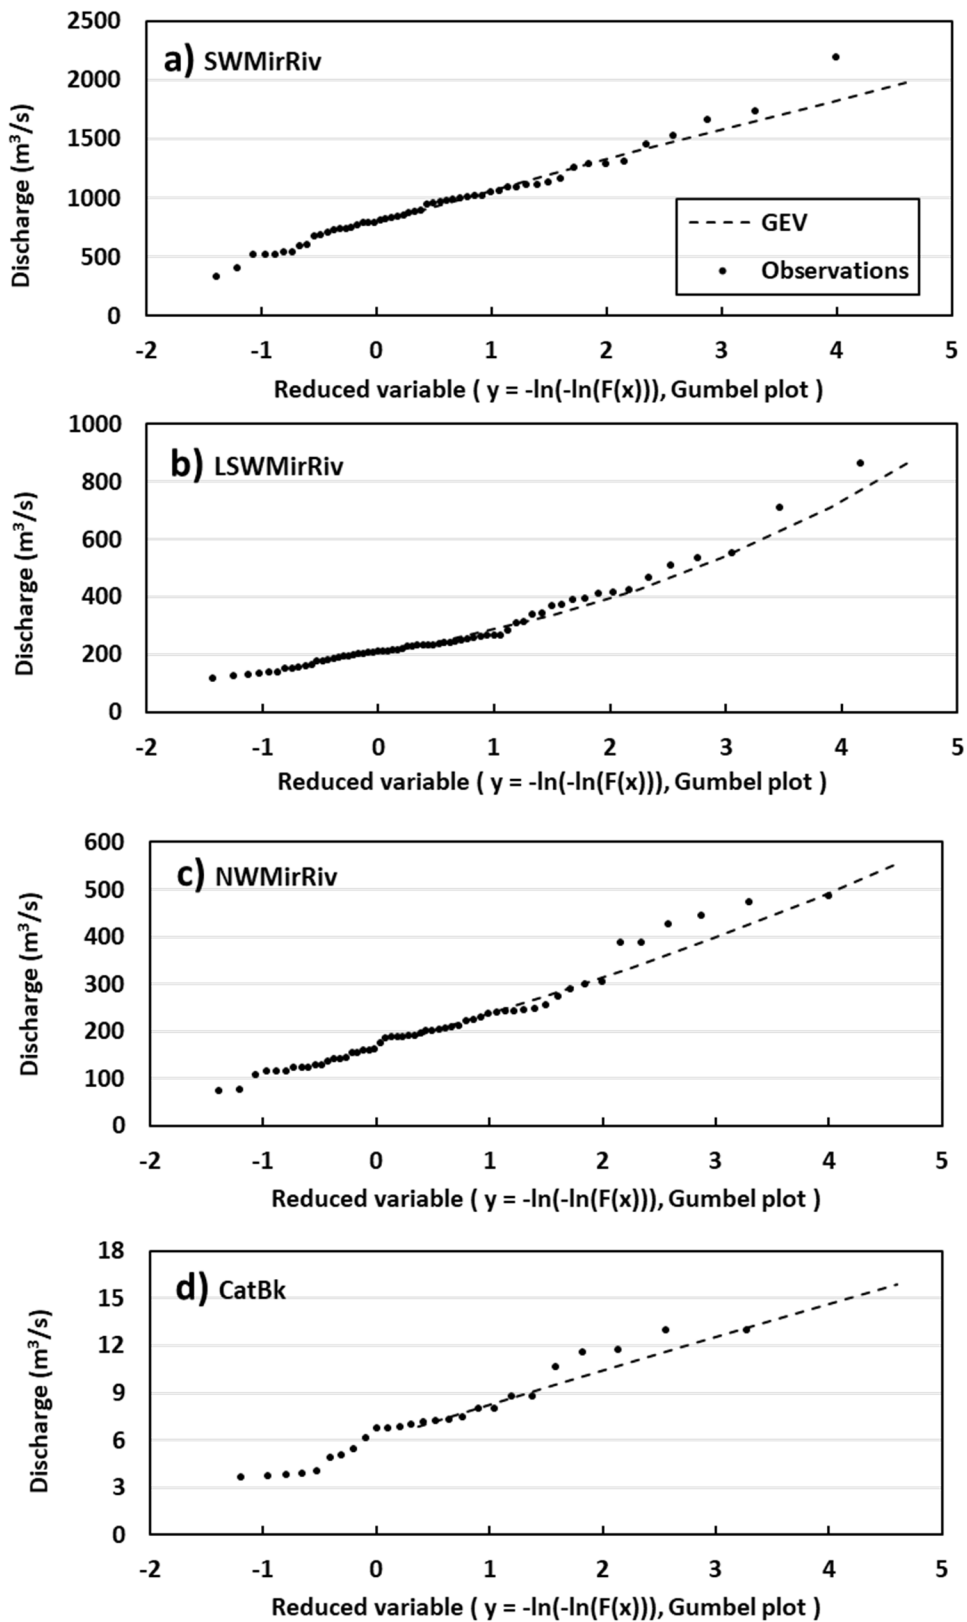 2500
2000
1500
1000
500
0
Discharge (m³/s)
a) SWMirRiv
GEV
Observations
-2 -1 0 1 2 3 4 5
Reduced variable ( y = -ln(-ln(F(x))), Gumbel plot )
1000
800
600
400
200
0
Discharge (m³/s)
b) LSWMirRiv
-2 -1 0 1 2 3 4 5
Reduced variable ( y = -ln(-ln(F(x))), Gumbel plot )
600
500
400
300
200
100
0
Discharge (m³/s)
c) NWMirRiv
-2 -1 0 1 2 3 4 5
Reduced variable ( y = -ln(-ln(F(x))), Gumbel plot )
18
15
12
9
6
3
0
Discharge (m³/s)
d) CatBk
-2 -1 0 1 2 3 4 5
Reduced variable ( y = -ln(-ln(F(x))), Gumbel plot )